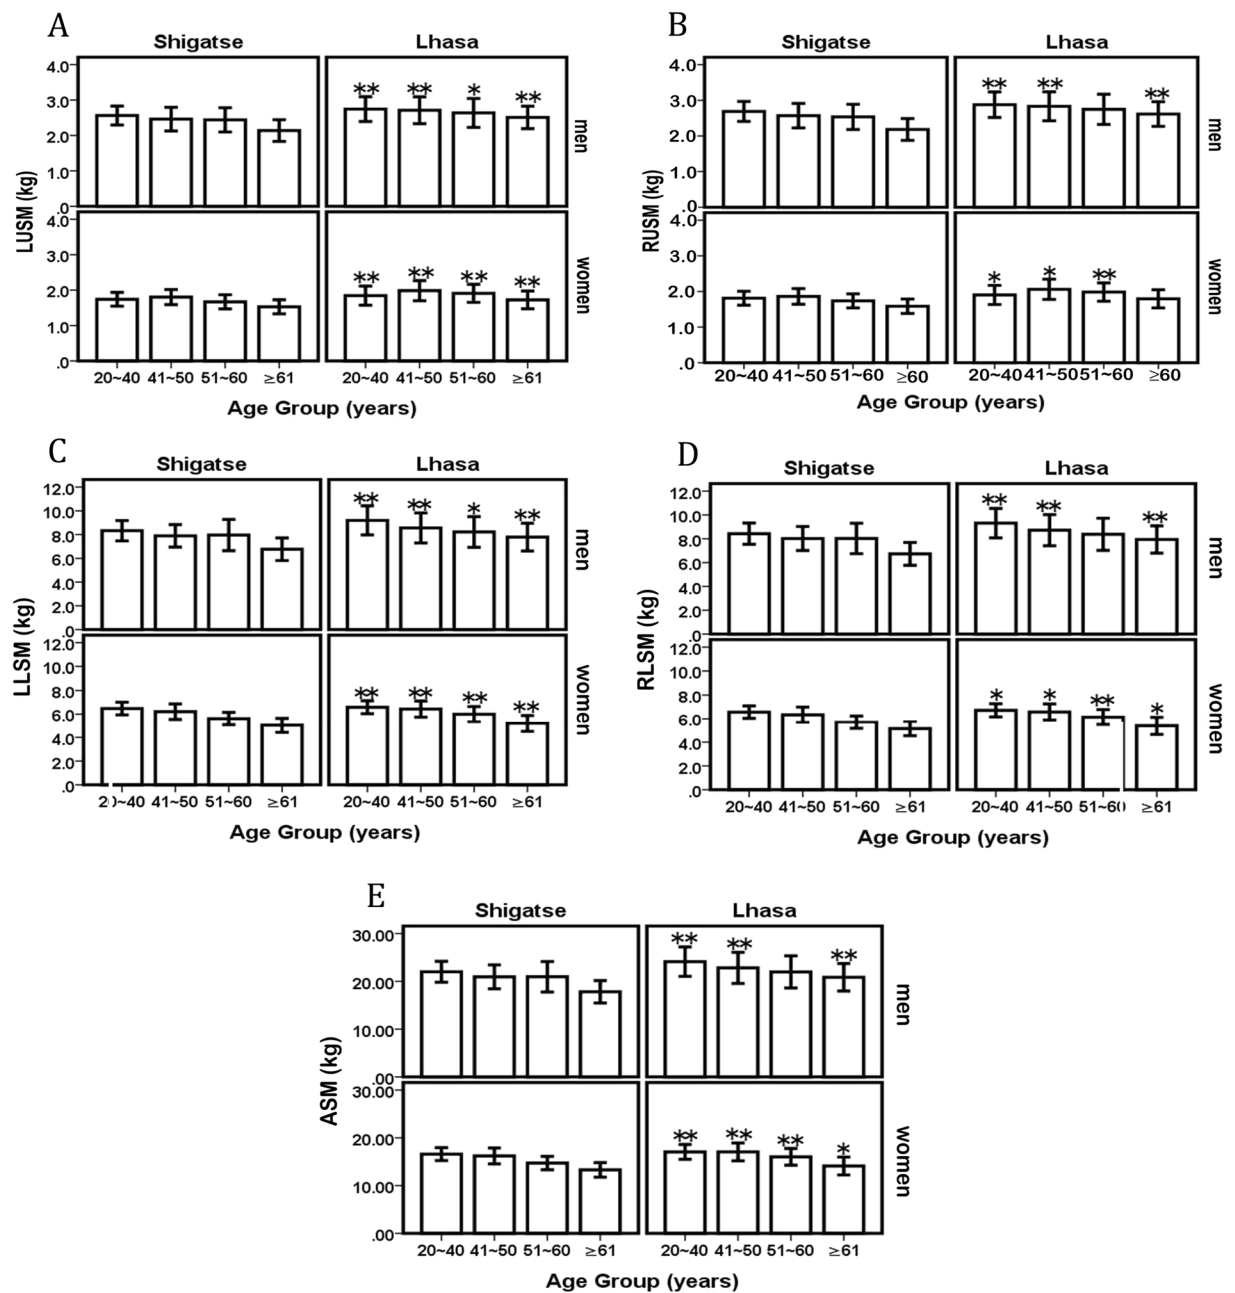 A
Shigatse Lhasa
4.0
3.0
2.0
1.0
.0
** ** * **
men
LUSM (kg)
4.0
3.0
2.0
1.0
.0
** ** ** **
women
20~40 41~50 51~60 ≥61 20~40 41~50 51~60 ≥61
Age Group (years)
B
Shigatse Lhasa
4.0
3.0
2.0
1.0
.0
** ** **
men
RUSM (kg)
4.0
3.0
2.0
1.0
.0
* * **
women
20~40 41~50 51~60 ≥60 20~40 41~50 51~60 ≥60
Age Group (years)
C
Shigatse Lhasa
12.0
10.0
8.0
6.0
4.0
2.0
.0
** ** * **
men
LLSM (kg)
12.0
10.0
8.0
6.0
4.0
2.0
.0
** ** ** **
women
20~40 41~50 51~60 ≥61 20~40 41~50 51~60 ≥61
Age Group (years)
D
Shigatse Lhasa
12.0
10.0
8.0
6.0
4.0
2.0
.0
** ** **
men
RLSM (kg)
12.0
10.0
8.0
6.0
4.0
2.0
.0
* * ** *
women
20~40 41~50 51~60 ≥61 20~40 41~50 51~60 ≥61
Age Group (years)
E
Shigatse Lhasa
30.00
20.00
10.00
.00
** ** **
men
ASM (kg)
30.00
20.00
10.00
.00
** ** ** *
women
20~40 41~50 51~60 ≥61 20~40 41~50 51~60 ≥61
Age Group (years)